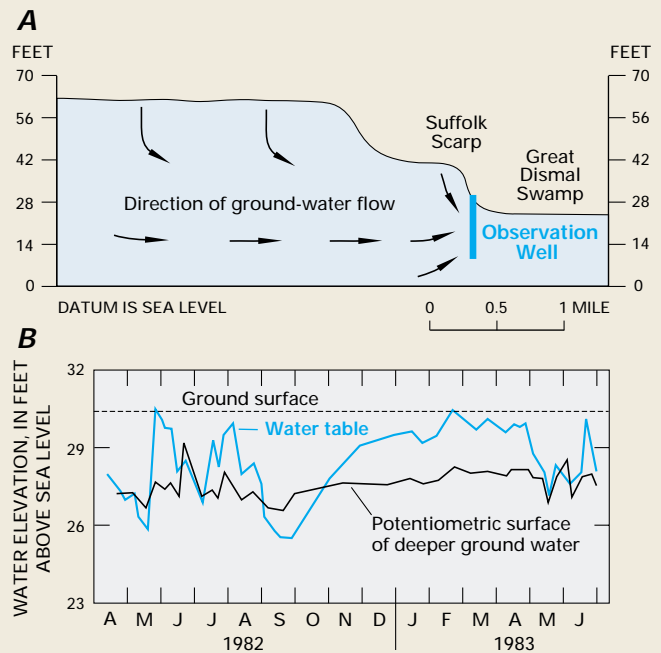 A
FEET
FEET
70
56
42
28
14
0
70
56
42
28
14
0
Suffolk
Scarp
Great
Dismal
Swamp
Direction of ground-water flow
Observation
Well
DATUM IS SEA LEVEL
0 0.5 1 MILE
B
WATER ELEVATION, IN FEET
ABOVE SEA LEVEL
32
29
26
23
Ground surface
Water table
Potentiometric surface
of deeper ground water
A M J J A S O N D J F M A M J
1982 1983